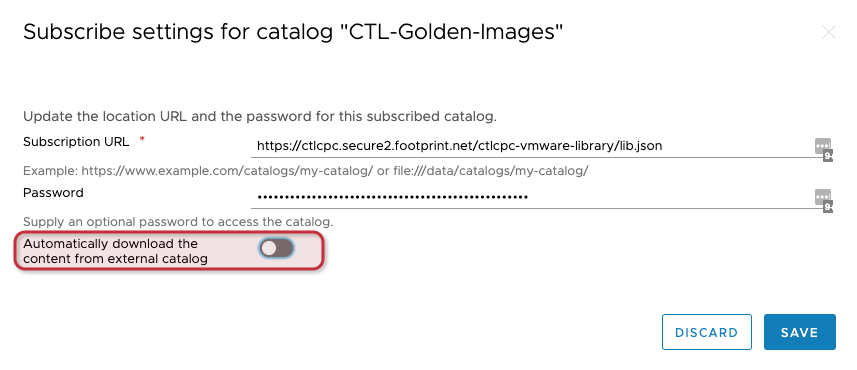 Subscribe settings for catalog "CTL-Golden-Images"
Update the location URL and the password for this subscribed catalog.
Subscription URL *
https://ctlcpc.secure2.footprint.net/ctlcpc-vmware-library/lib.json
Example: https://www.example.com/catalogs/my-catalog/ or file:///data/catalogs/my-catalog/
Password
Supply an optional password to access the catalog.
Automatically download the
content from external catalog
DISCARD
SAVE